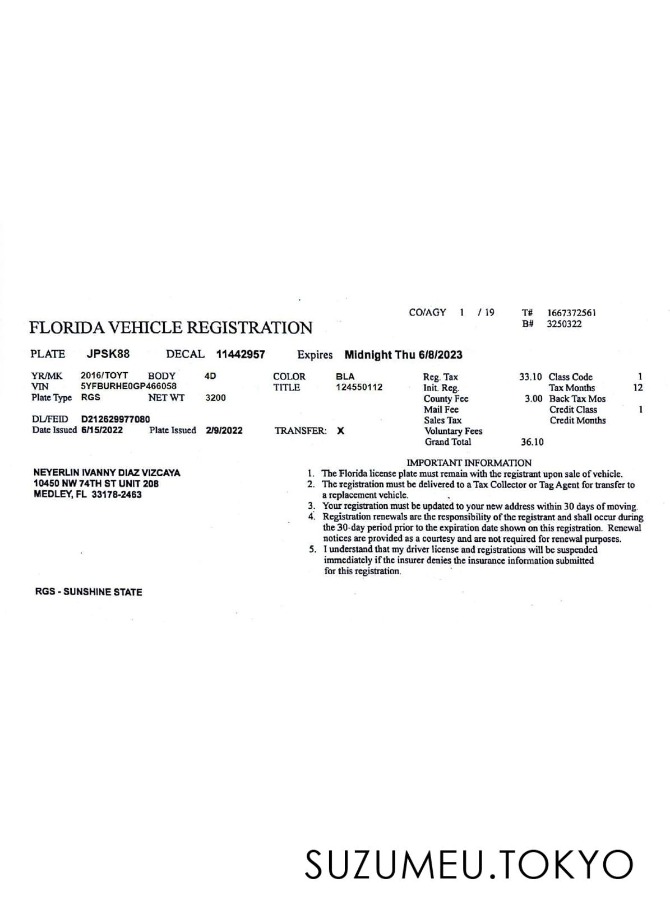 CO/AGY 1 / 19 T# 1667372561
B# 3250322
FLORIDA VEHICLE REGISTRATION
PLATE JPSK88 DECAL 11442957 Expires Midnight Thu 6/8/2023
YR/MK 2016/TOYT BODY 4D COLOR BLA Reg. Tax 33.10 Class Code 1
VIN 5YFBURHE0GP466058 TITLE 124550112 Init. Reg. Tax Months 12
Plate Type RGS NET WT 3200 County Fee 3.00 Back Tax Mos
Mail Fee Credit Class 1
DL/FEID D212629977080 Sales Tax Credit Months
Date Issued 6/15/2022 Plate Issued 2/9/2022 TRANSFER: X Voluntary Fees
Grand Total 36.10
IMPORTANT INFORMATION
NEYERLIN IVANNY DIAZ VIZCAYA
10450 NW 74TH ST UNIT 208
MEDLEY, FL 33178-2463
1. The Florida license plate must remain with the registrant upon sale of vehicle.
2. The registration must be delivered to a Tax Collector or Tag Agent for transfer to
a replacement vehicle.
3. Your registration must be updated to your new address within 30 days of moving.
4. Registration renewals are the responsibility of the registrant and shall occur during
the 30-day period prior to the expiration date shown on this registration. Renewal
notices are provided as a courtesy and are not required for renewal purposes.
5. I understand that my driver license and registrations will be suspended
immediately if the insurer denies the insurance information submitted
for this registration.
RGS - SUNSHINE STATE
SUZUMEU.TOKYO